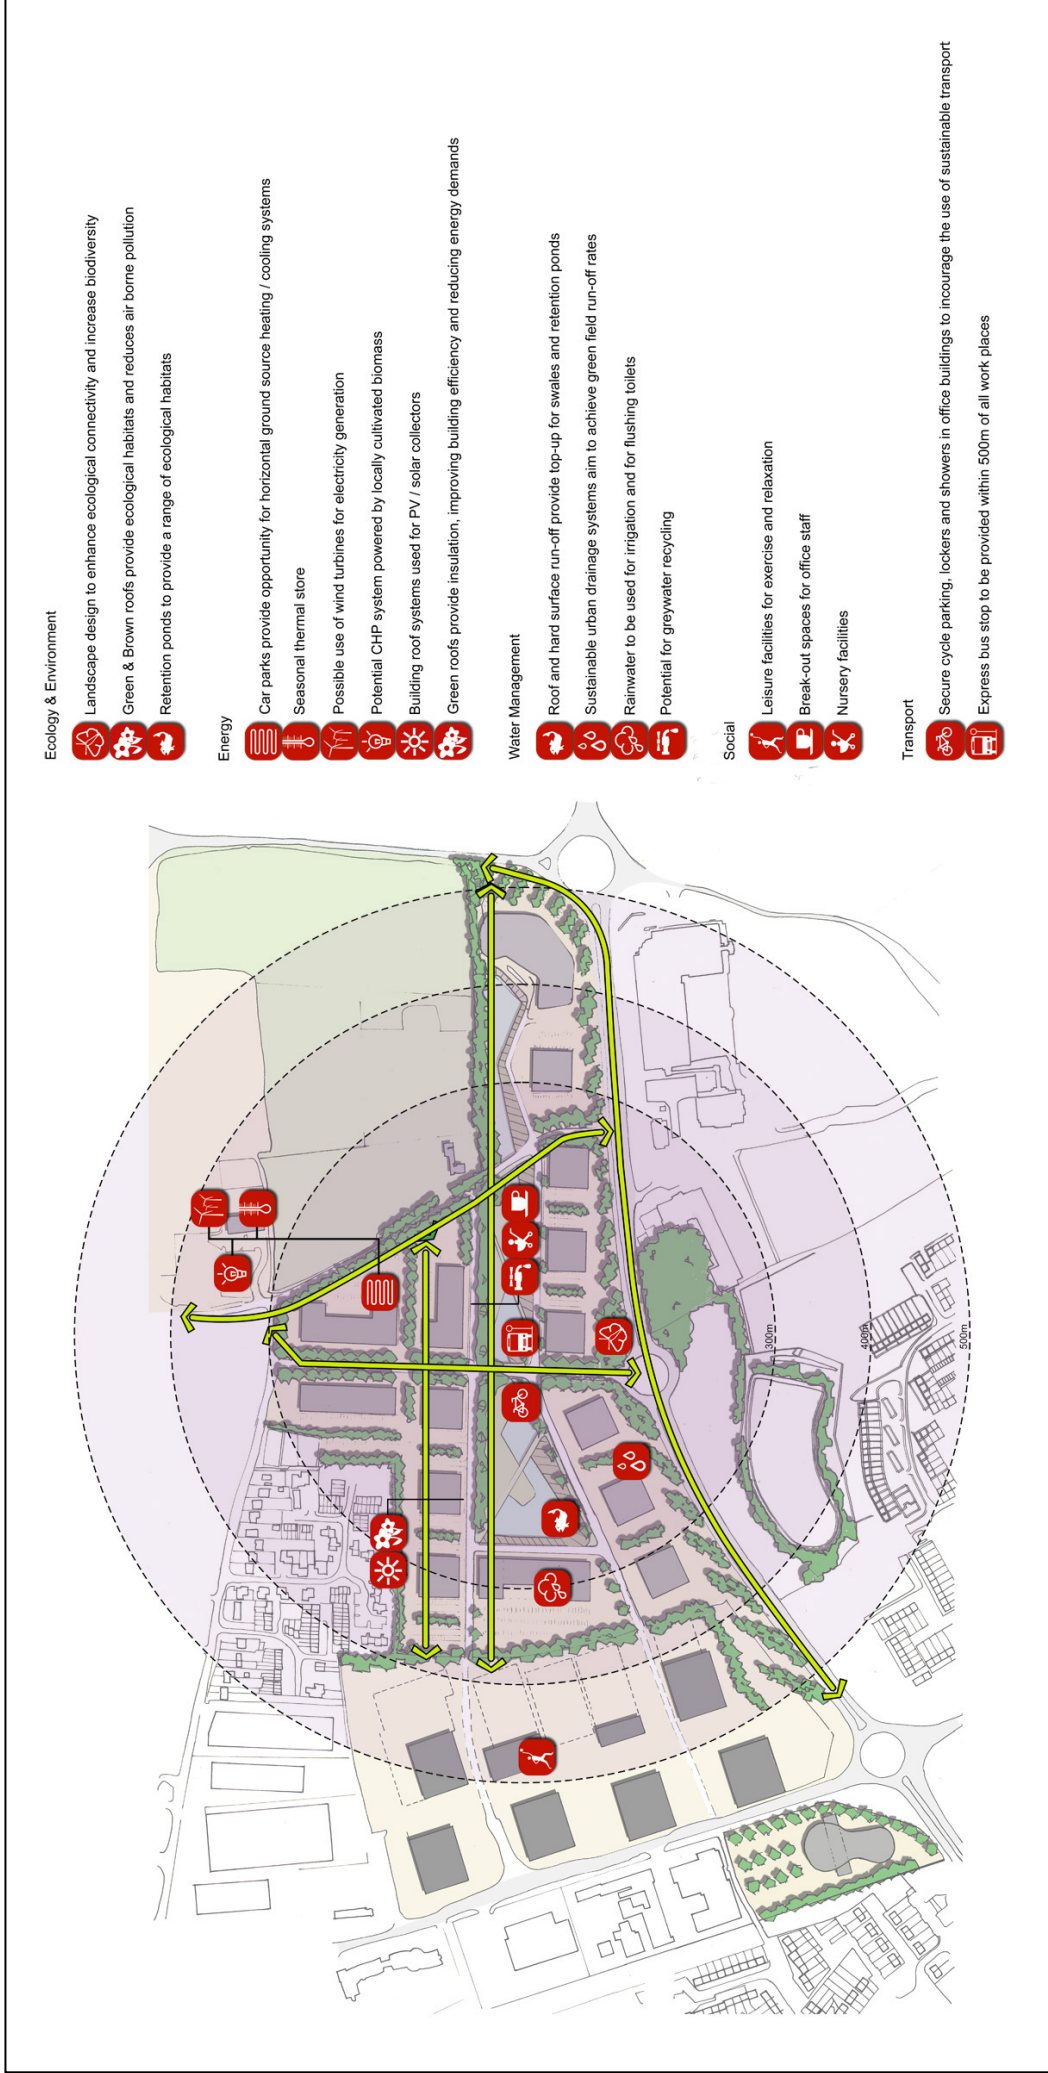 Ecology & Environment
Landscape design to enhance ecological connectivity and increase biodiversity
Green & Brown roofs provide ecological habitats and reduces air borne pollution
Retention ponds to provide a range of ecological habitats
Energy
Car parks provide opportunity for horizontal ground source heating / cooling systems
Seasonal thermal store
Possible use of wind turbines for electricity generation
Potential CHP system powered by locally cultivated biomass
Building roof systems used for PV / solar collectors
Green roofs provide insulation, improving building efficiency and reducing energy demands
Water Management
Roof and hard surface run-off provide top-up for swales and retention ponds
Sustainable urban drainage systems aim to achieve green field run-off rates
Rainwater to be used for irrigation and for flushing toilets
Potential for greywater recycling
Social
Leisure facilities for exercise and relaxation
Break-out spaces for office staff
Nursery facilities
Transport
Secure cycle parking, lockers and showers in office buildings to incourage the use of sustainable transport
Express bus stop to be provided within 500m of all work places
300m
400m
500m